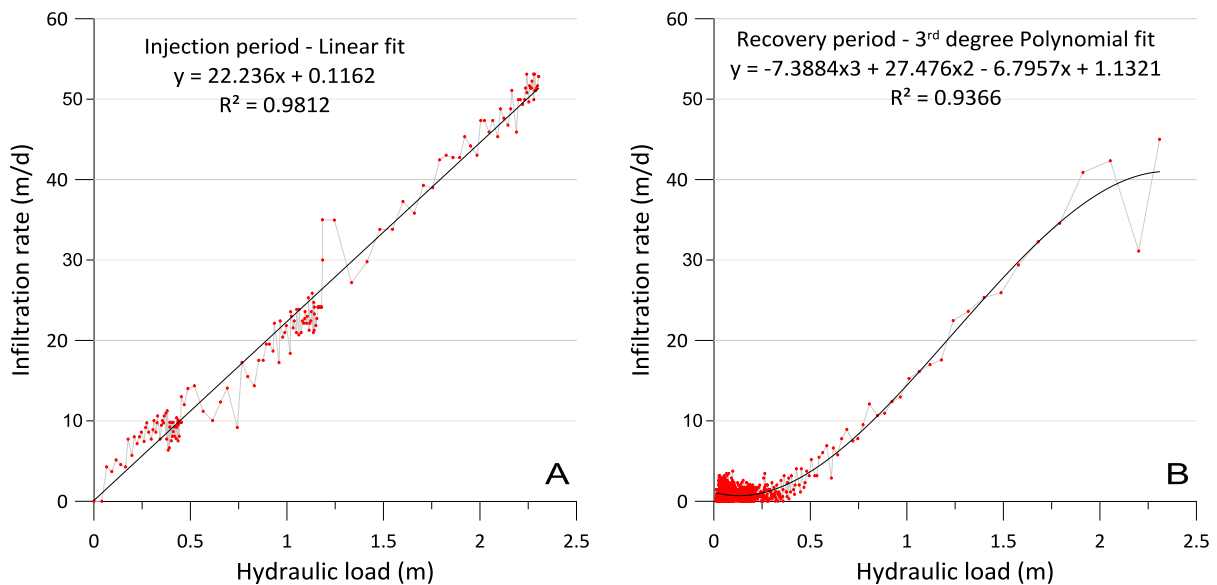 Injection period - Linear fit
y = 22.236x + 0.1162
R² = 0.9812
Infiltration rate (m/d)
60
50
40
30
20
10
0
0 0.5 1 1.5 2 2.5
Hydraulic load (m)
A
Recovery period - 3rd degree Polynomial fit
y = -7.3884x3 + 27.476x2 - 6.7957x + 1.1321
R² = 0.9366
Infiltration rate (m/d)
60
50
40
30
20
10
0
0 0.5 1 1.5 2 2.5
Hydraulic load (m)
B